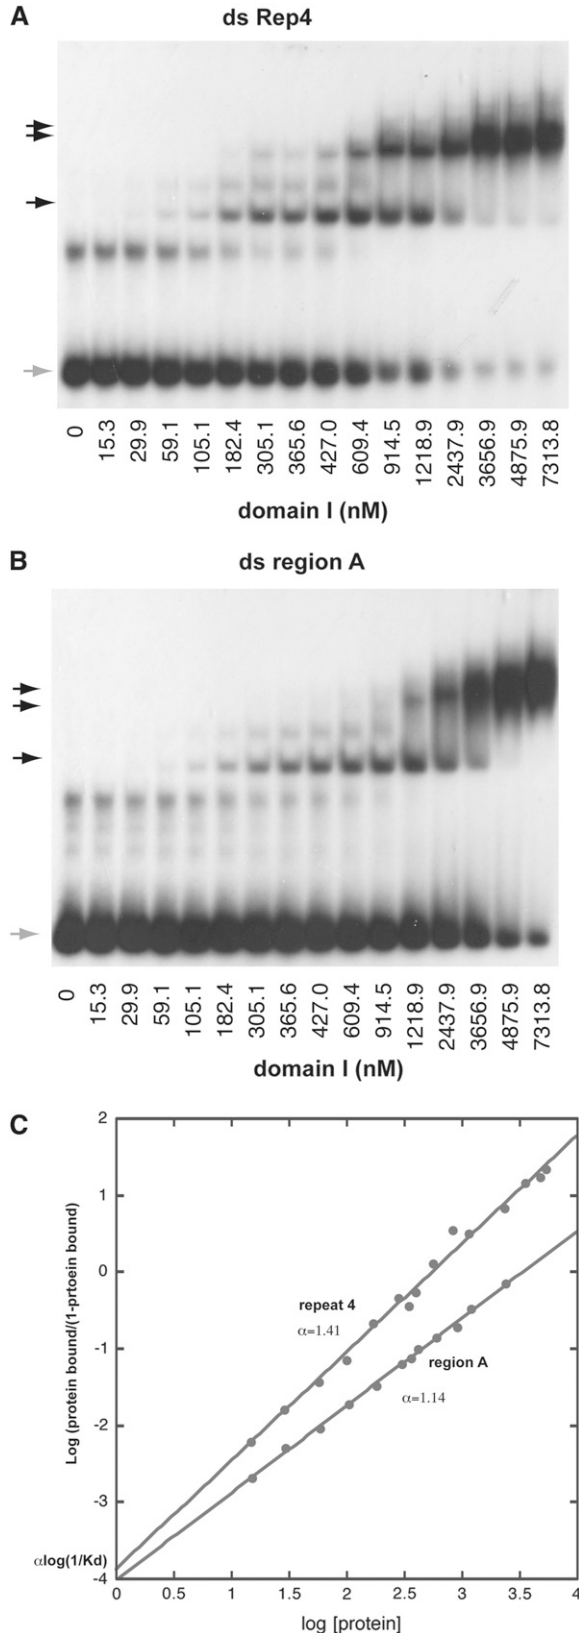 A
ds Rep4
0 15.3 29.9 59.1 105.1 182.4 305.1 365.6 427.0 609.4 914.5 1218.9 2437.9 3656.9 4875.9 7313.8
domain I (nM)
B
ds region A
0 15.3 29.9 59.1 105.1 182.4 305.1 365.6 427.0 609.4 914.5 1218.9 2437.9 3656.9 4875.9 7313.8
domain I (nM)
C
Log (protein bound/(1-prtoein bound)
2
1
0
-1
-2
-3
-4
αlog(1/Kd)
repeat 4
α=1.41
region A
α=1.14
0 0.5 1 1.5 2 2.5 3 3.5 4
log [protein]